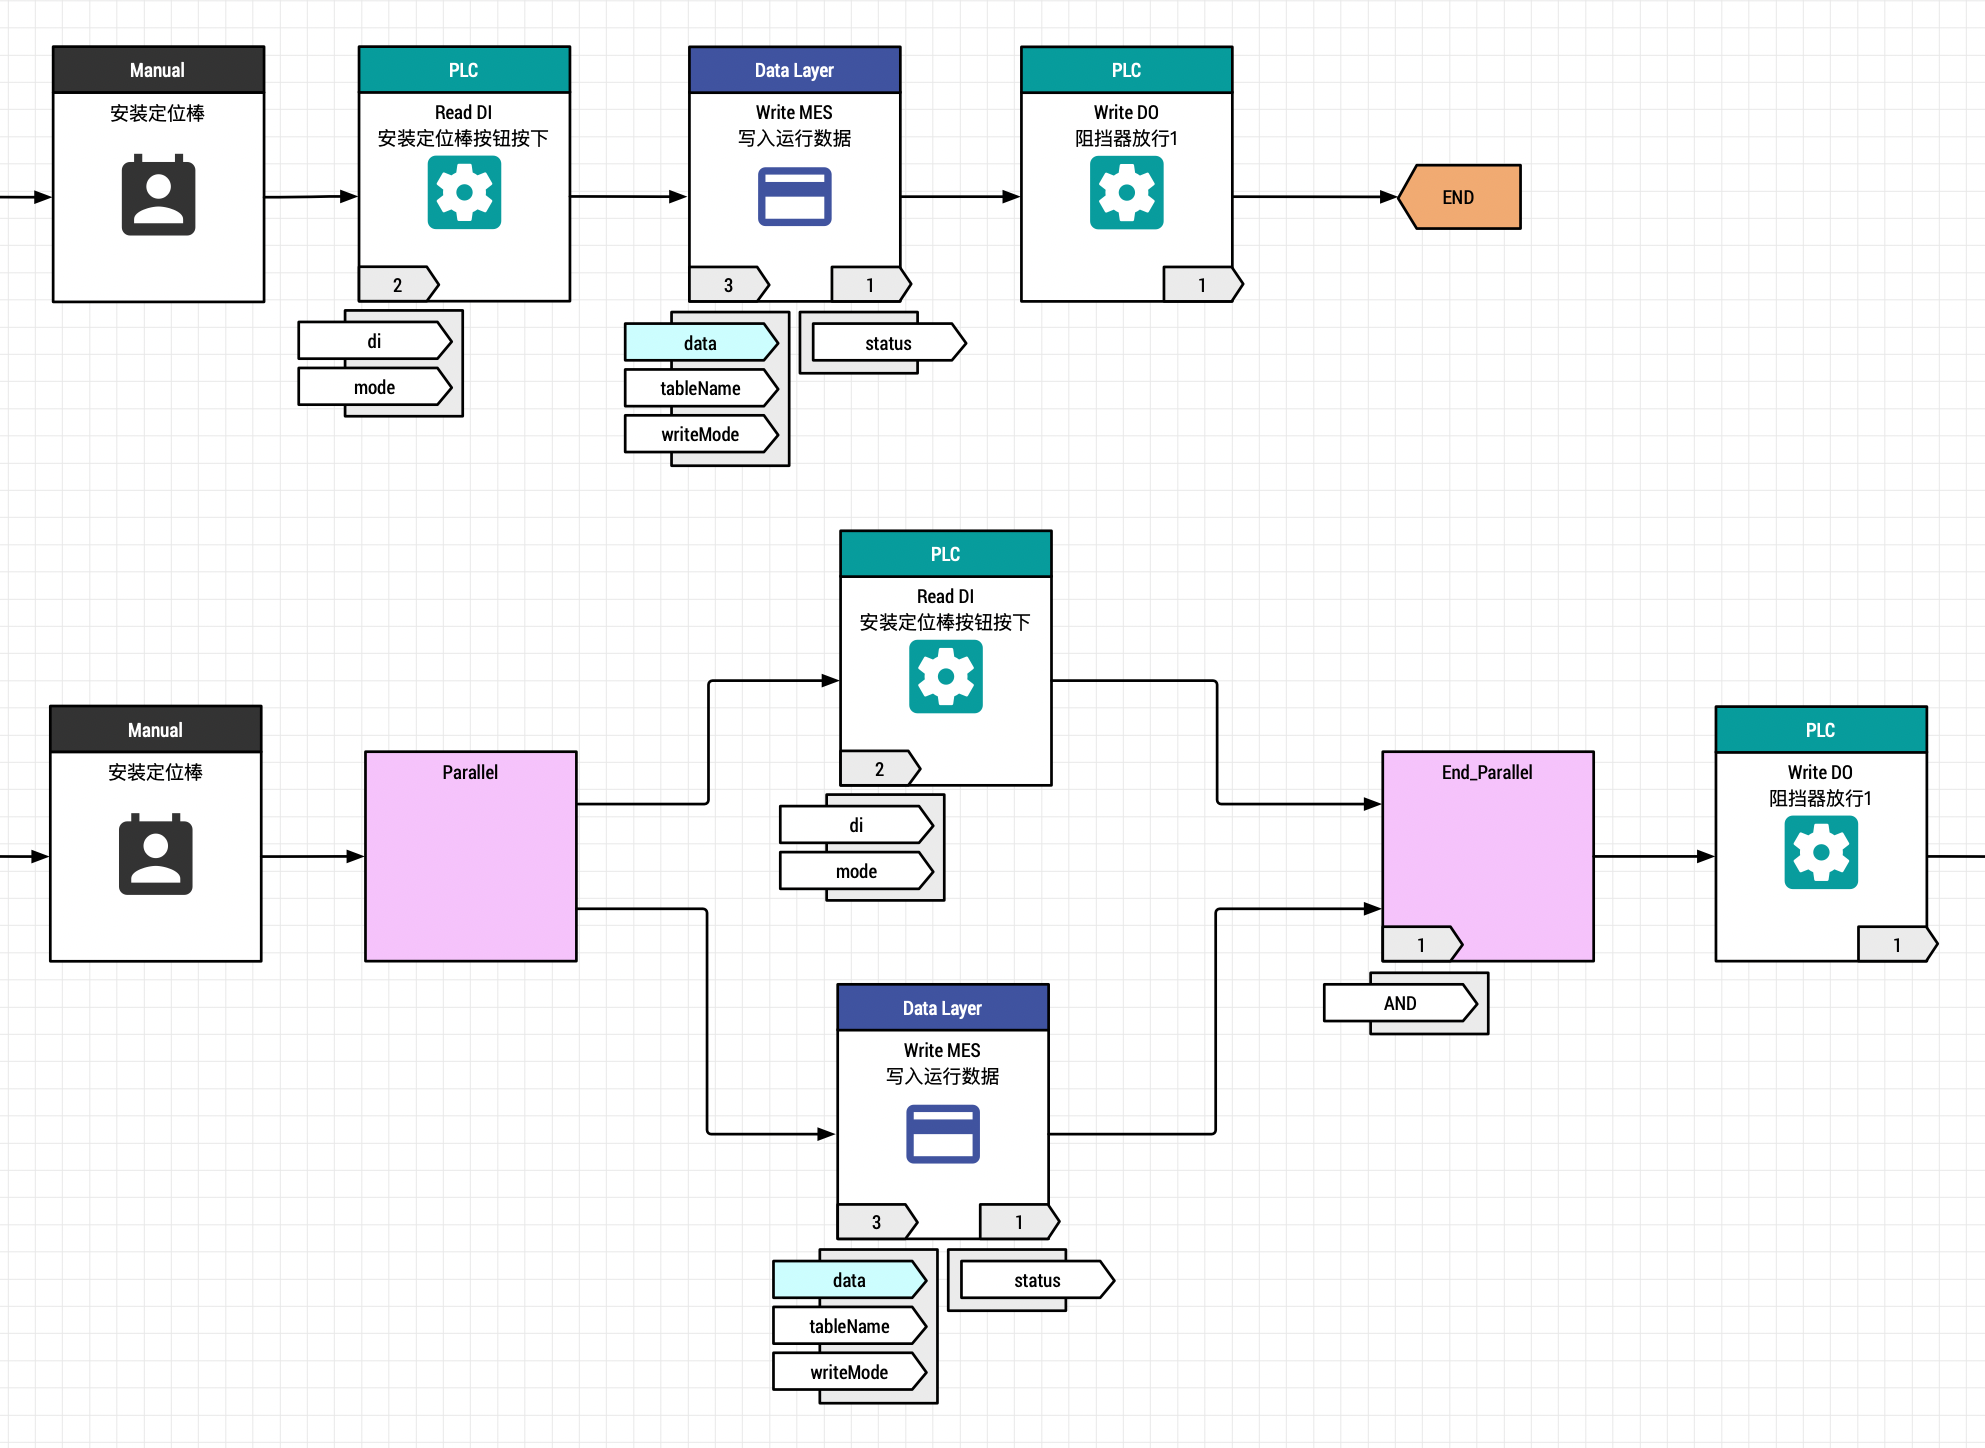 Manual
安装定位棒
PLC
Read DI
安装定位棒按钮按下
2
di
mode
Data Layer
Write MES
写入运行数据
3
1
data
tableName
writeMode
status
PLC
Write DO
阻挡器放行1
1
END
Manual
安装定位棒
Parallel
PLC
Read DI
安装定位棒按钮按下
2
di
mode
Data Layer
Write MES
写入运行数据
3
1
data
tableName
writeMode
status
End_Parallel
1
AND
PLC
Write DO
阻挡器放行1
1